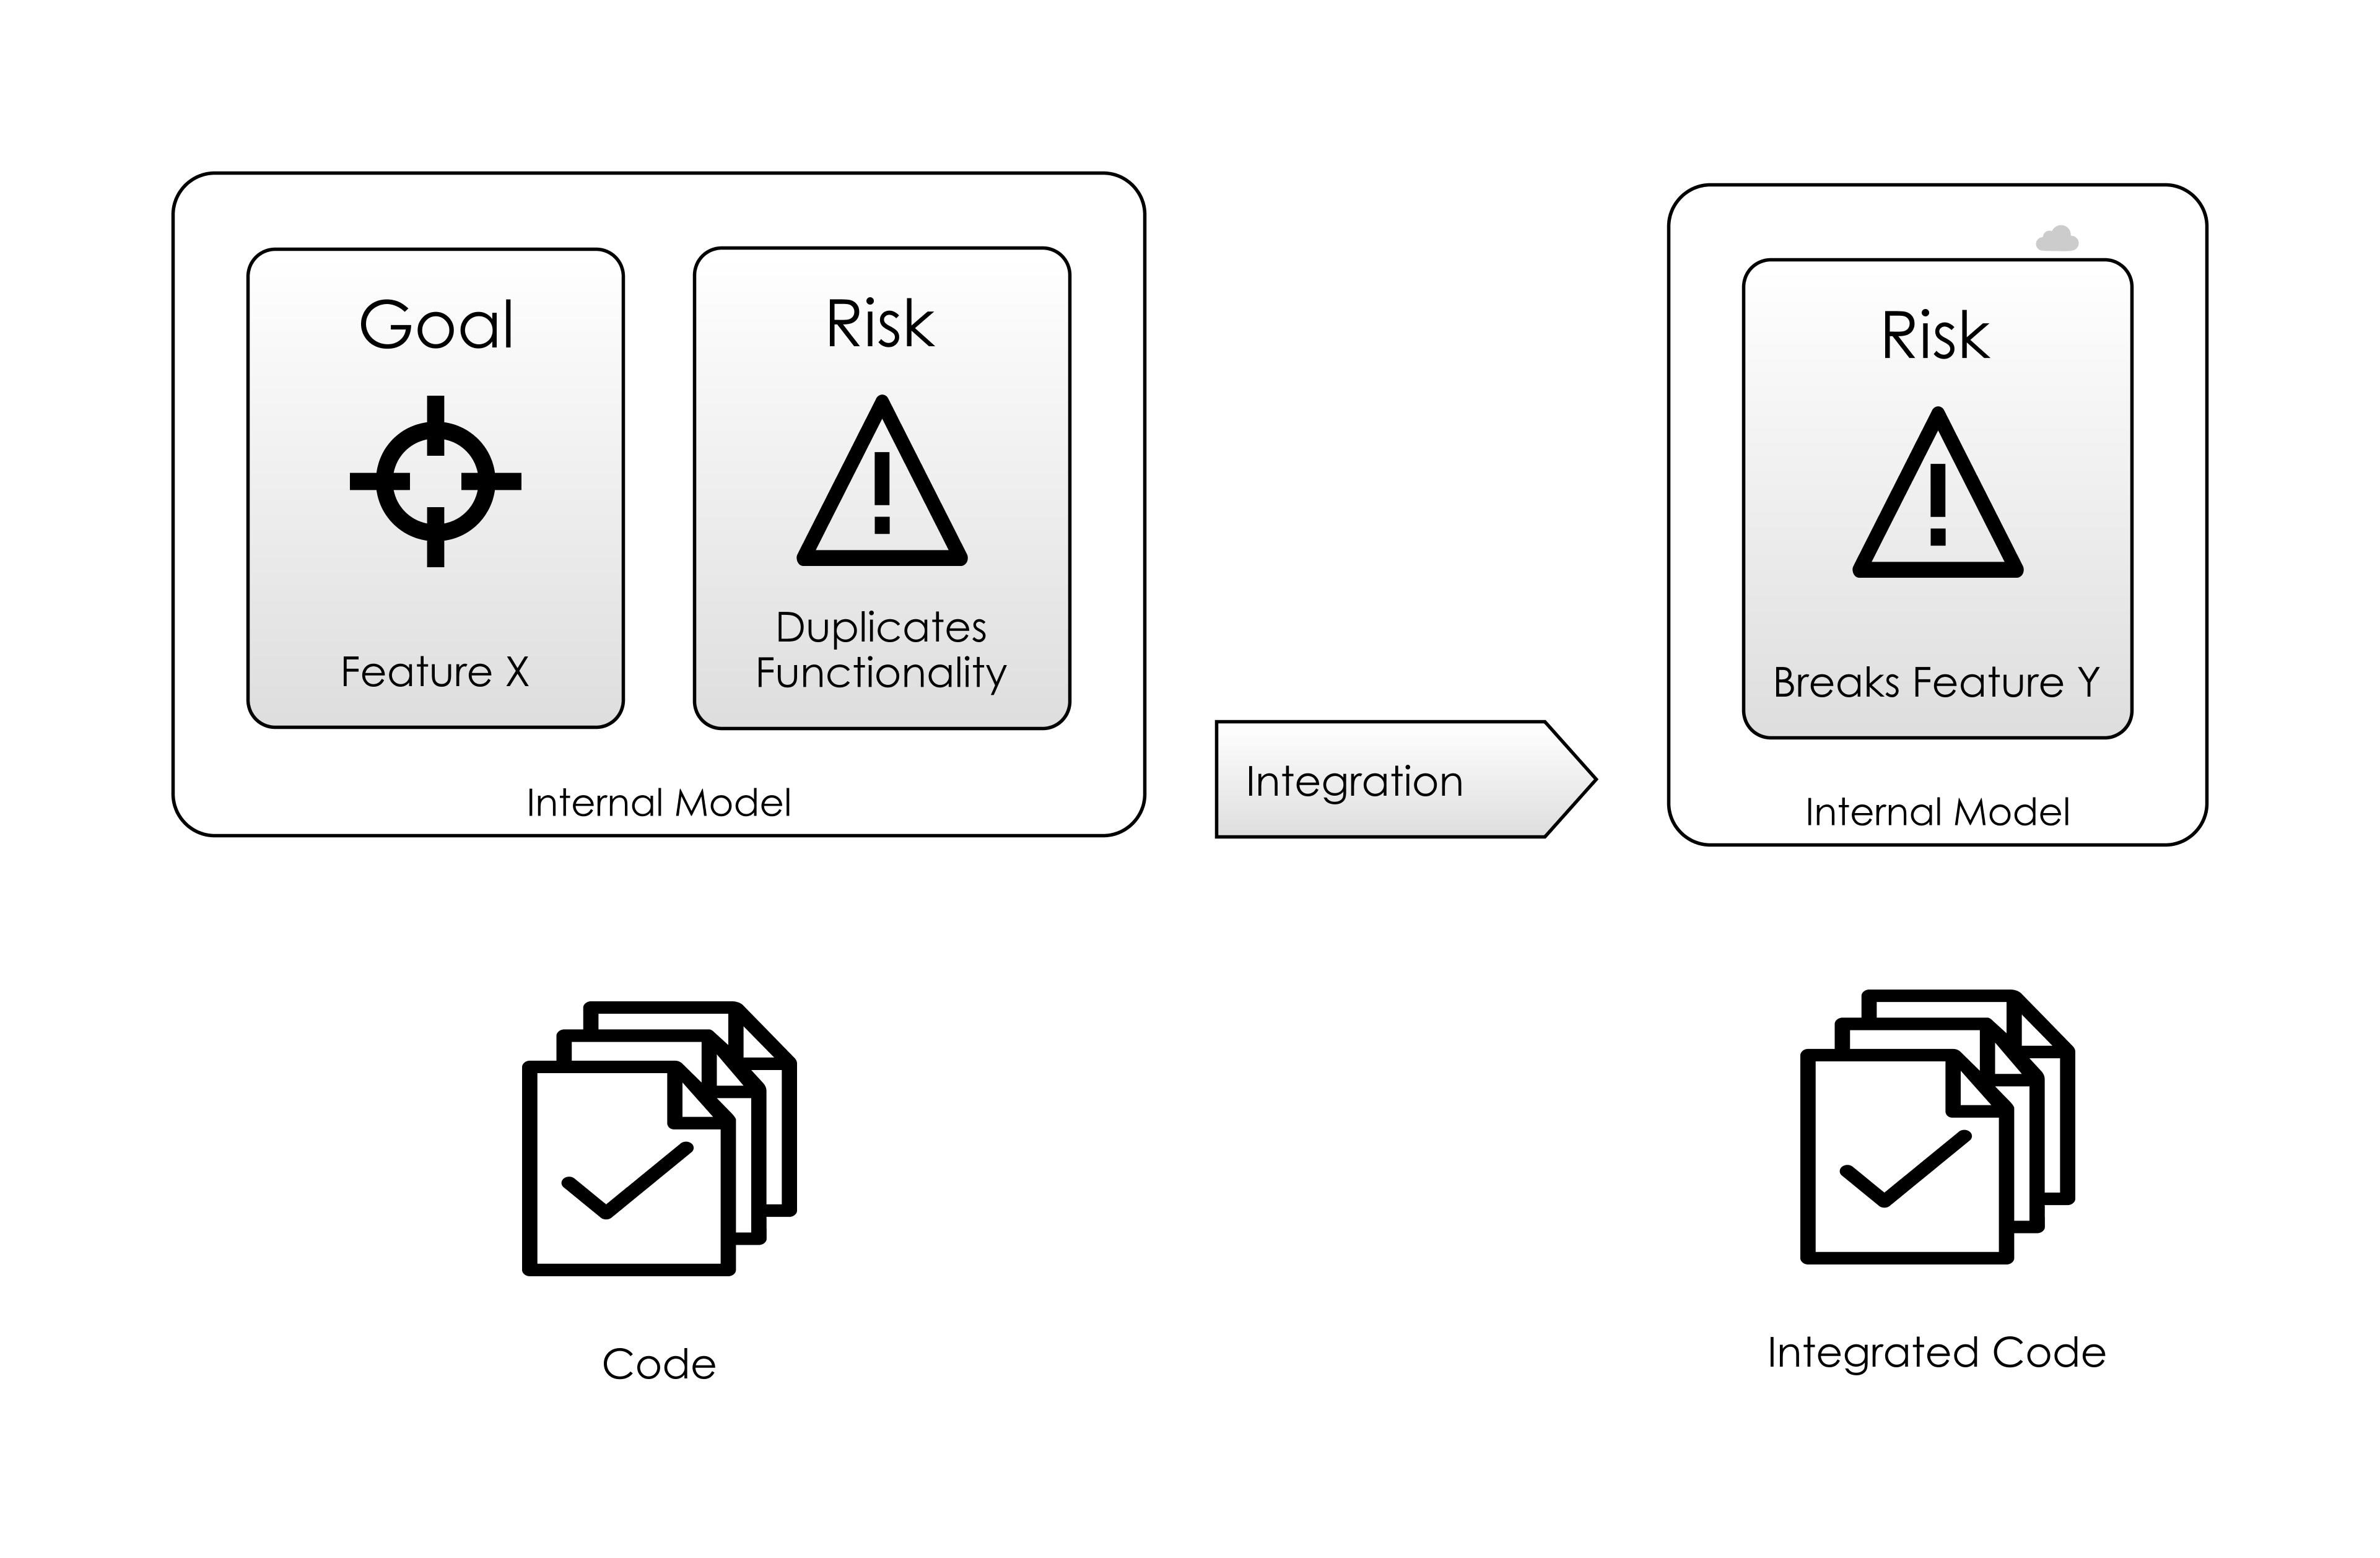 Goal
Feature X
Risk
Duplicates
Functionality
Internal Model
Integration
Risk
Breaks Feature Y
Internal Model
Code
Integrated Code